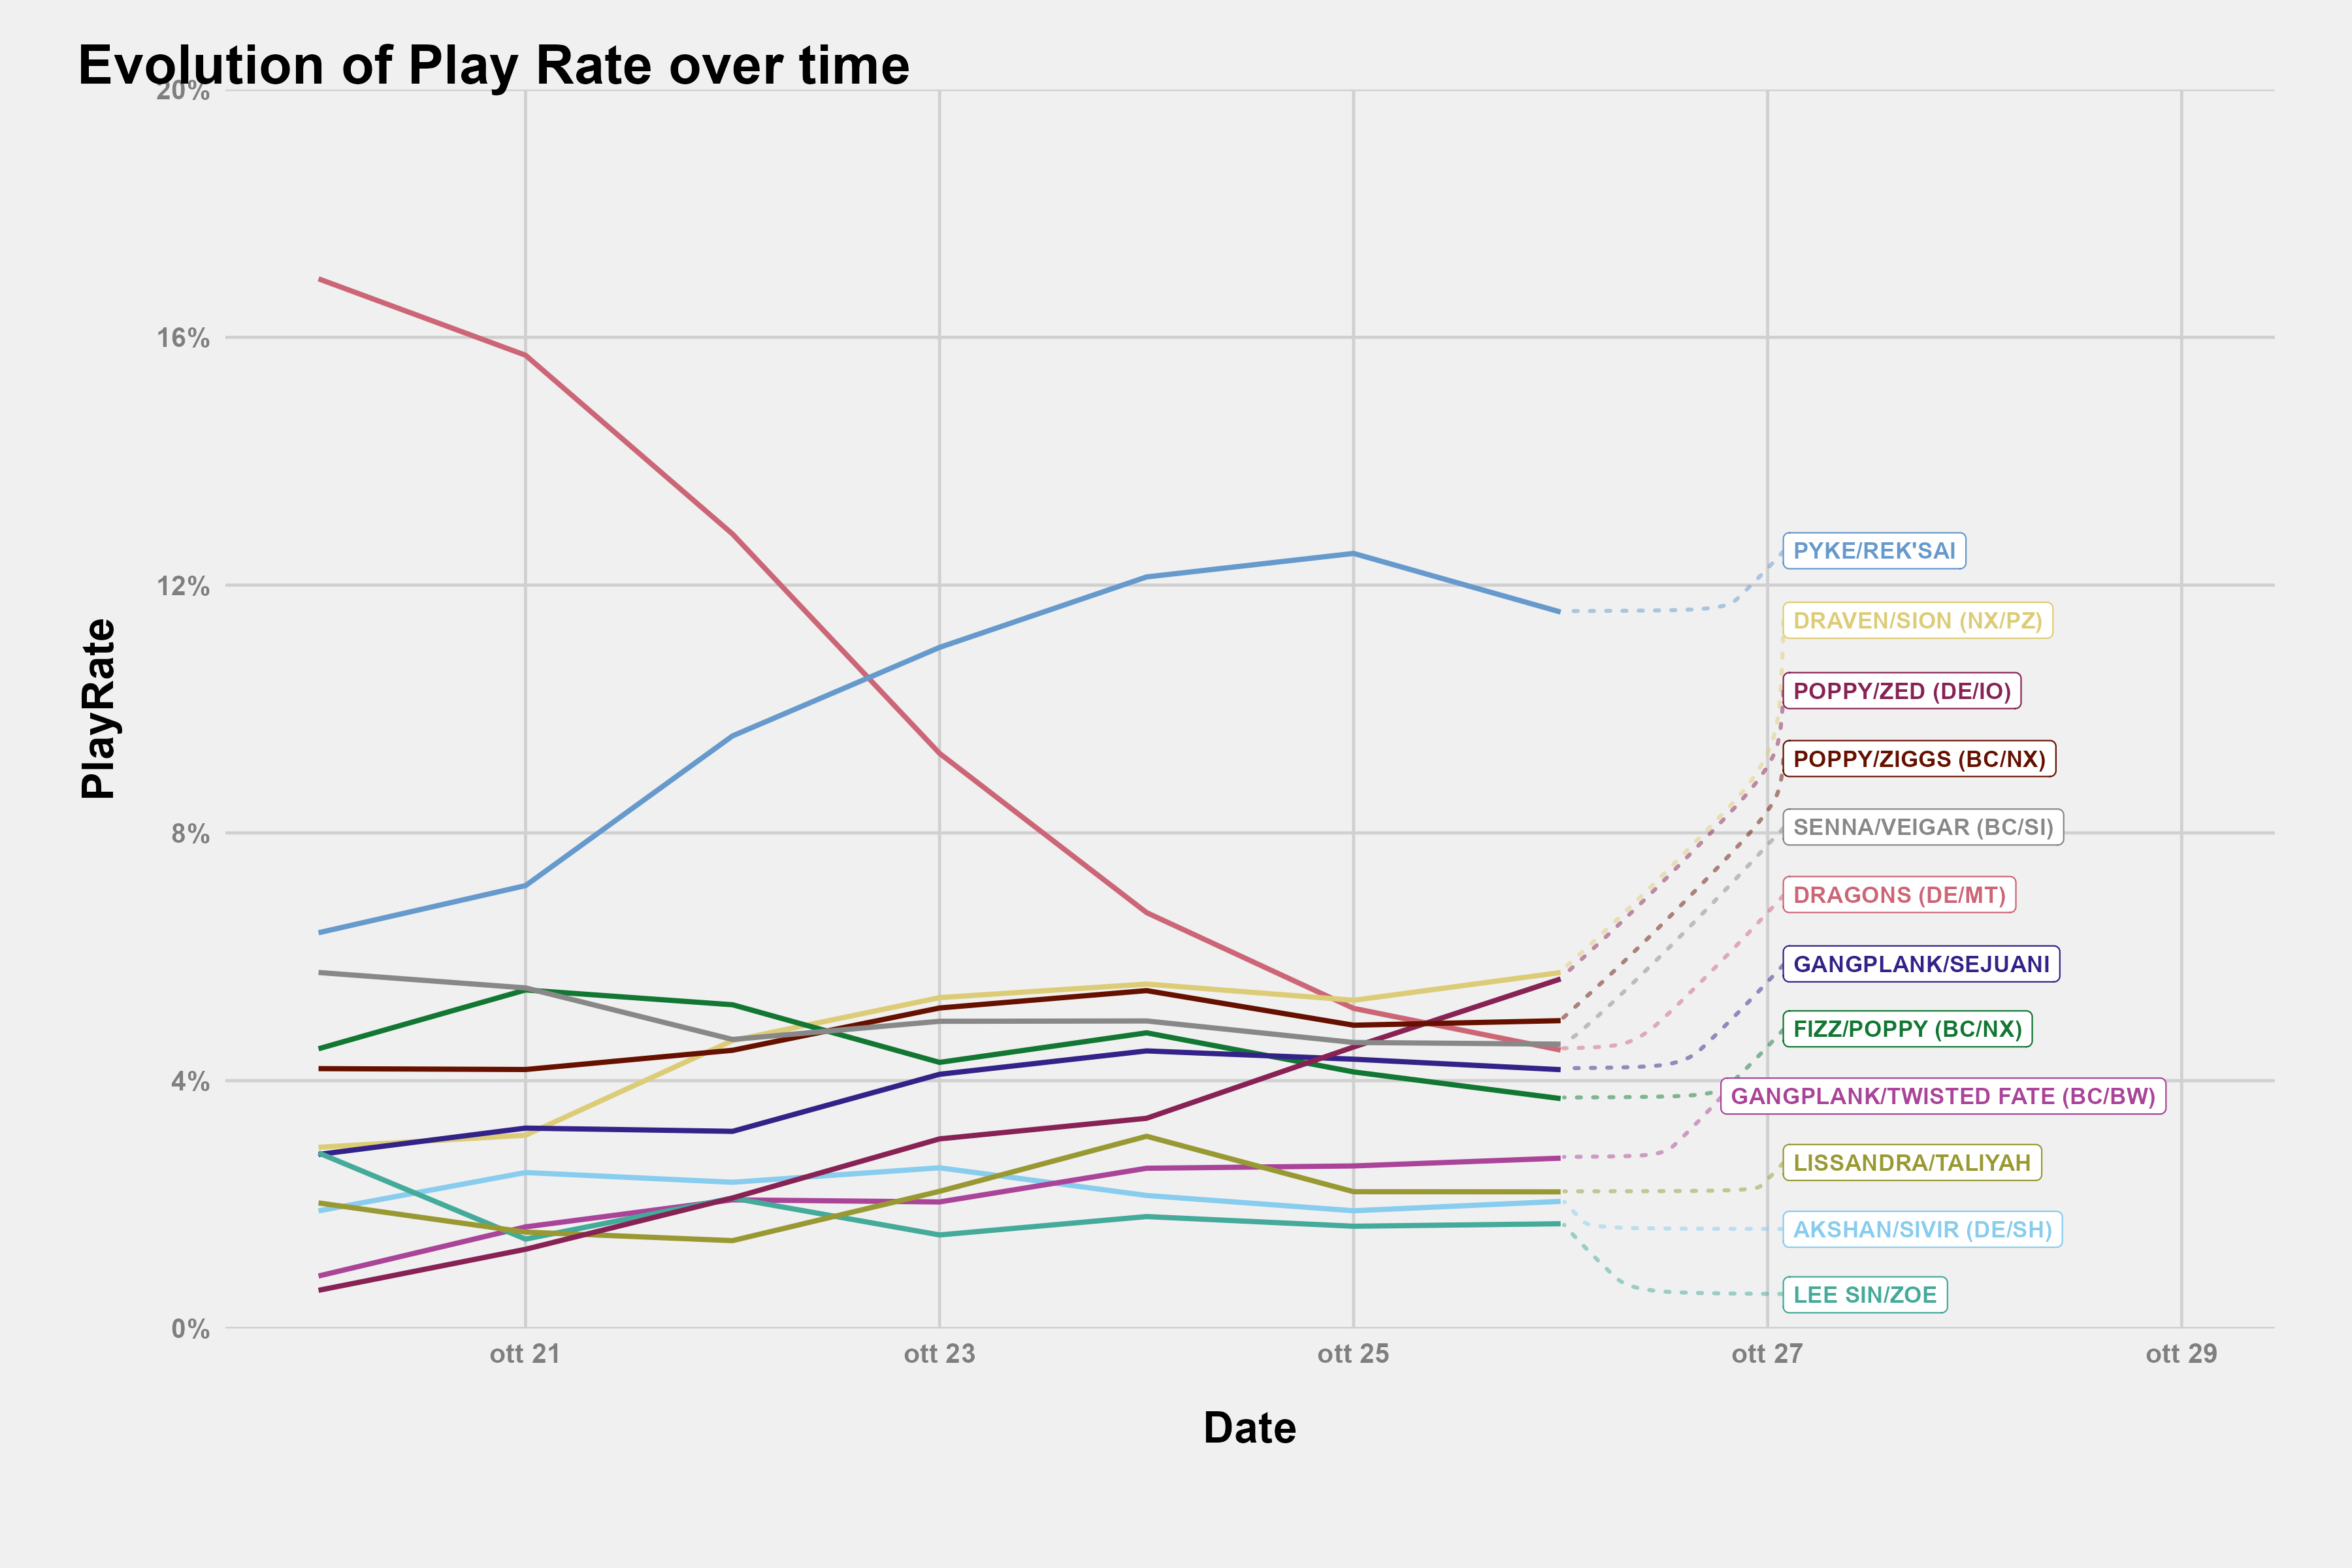 Evolution of Play Rate over time
20%
16%
12%
8%
4%
0%
PlayRate
PYKE/REK'SAI
DRAVEN/SION (NX/PZ)
POPPY/ZED (DE/IO)
POPPY/ZIGGS (BC/NX)
SENNA/VEIGAR (BC/SI)
DRAGONS (DE/MT)
GANGPLANK/SEJUANI
FIZZ/POPPY (BC/NX)
GANGPLANK/TWISTED FATE (BC/BW)
LISSANDRA/TALIYAH
AKSHAN/SIVIR (DE/SH)
LEE SIN/ZOE
ott 21 ott 23 ott 25 ott 27 ott 29
Date